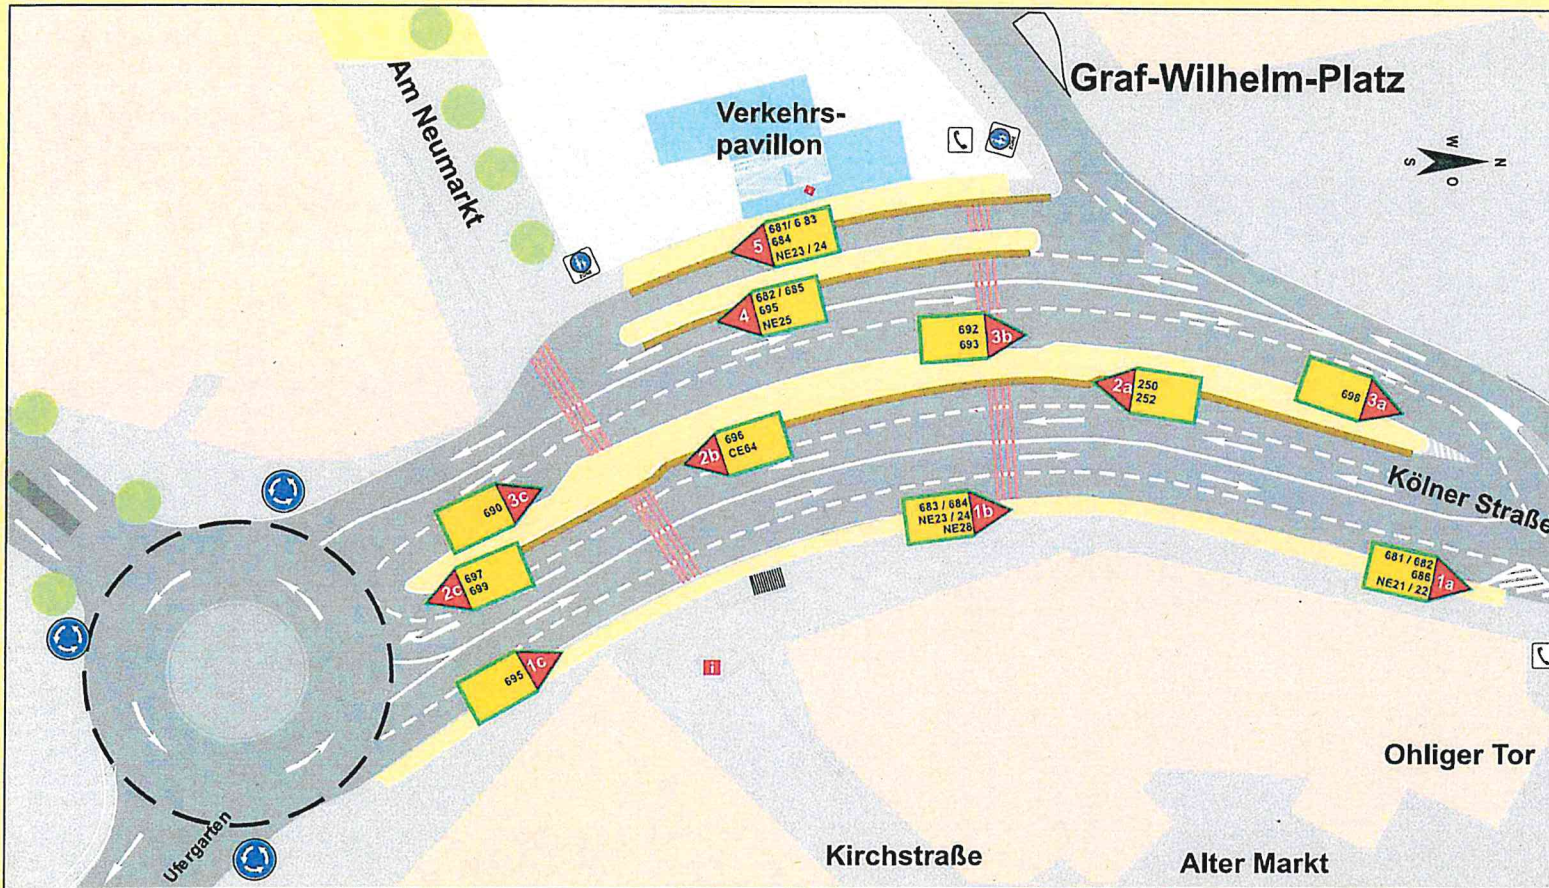 Graf-Wilhelm-Platz
Am Neumarkt
Verkehrs-
pavillon
W
N
S
O
5
681/ 6 83
684
NE23 / 24
4
682 / 685
695
NE25
692
693
3b
2a
250
252
698
3a
2b
696
CE64
690
3c
2c
697
699
683 / 684
NE23 / 24
NE28
1b
Kölner Straße
681 / 682
686
NE21 / 22
1a
695
1c
i
i
Ohliger Tor
Ufergarten
Kirchstraße
Alter Markt